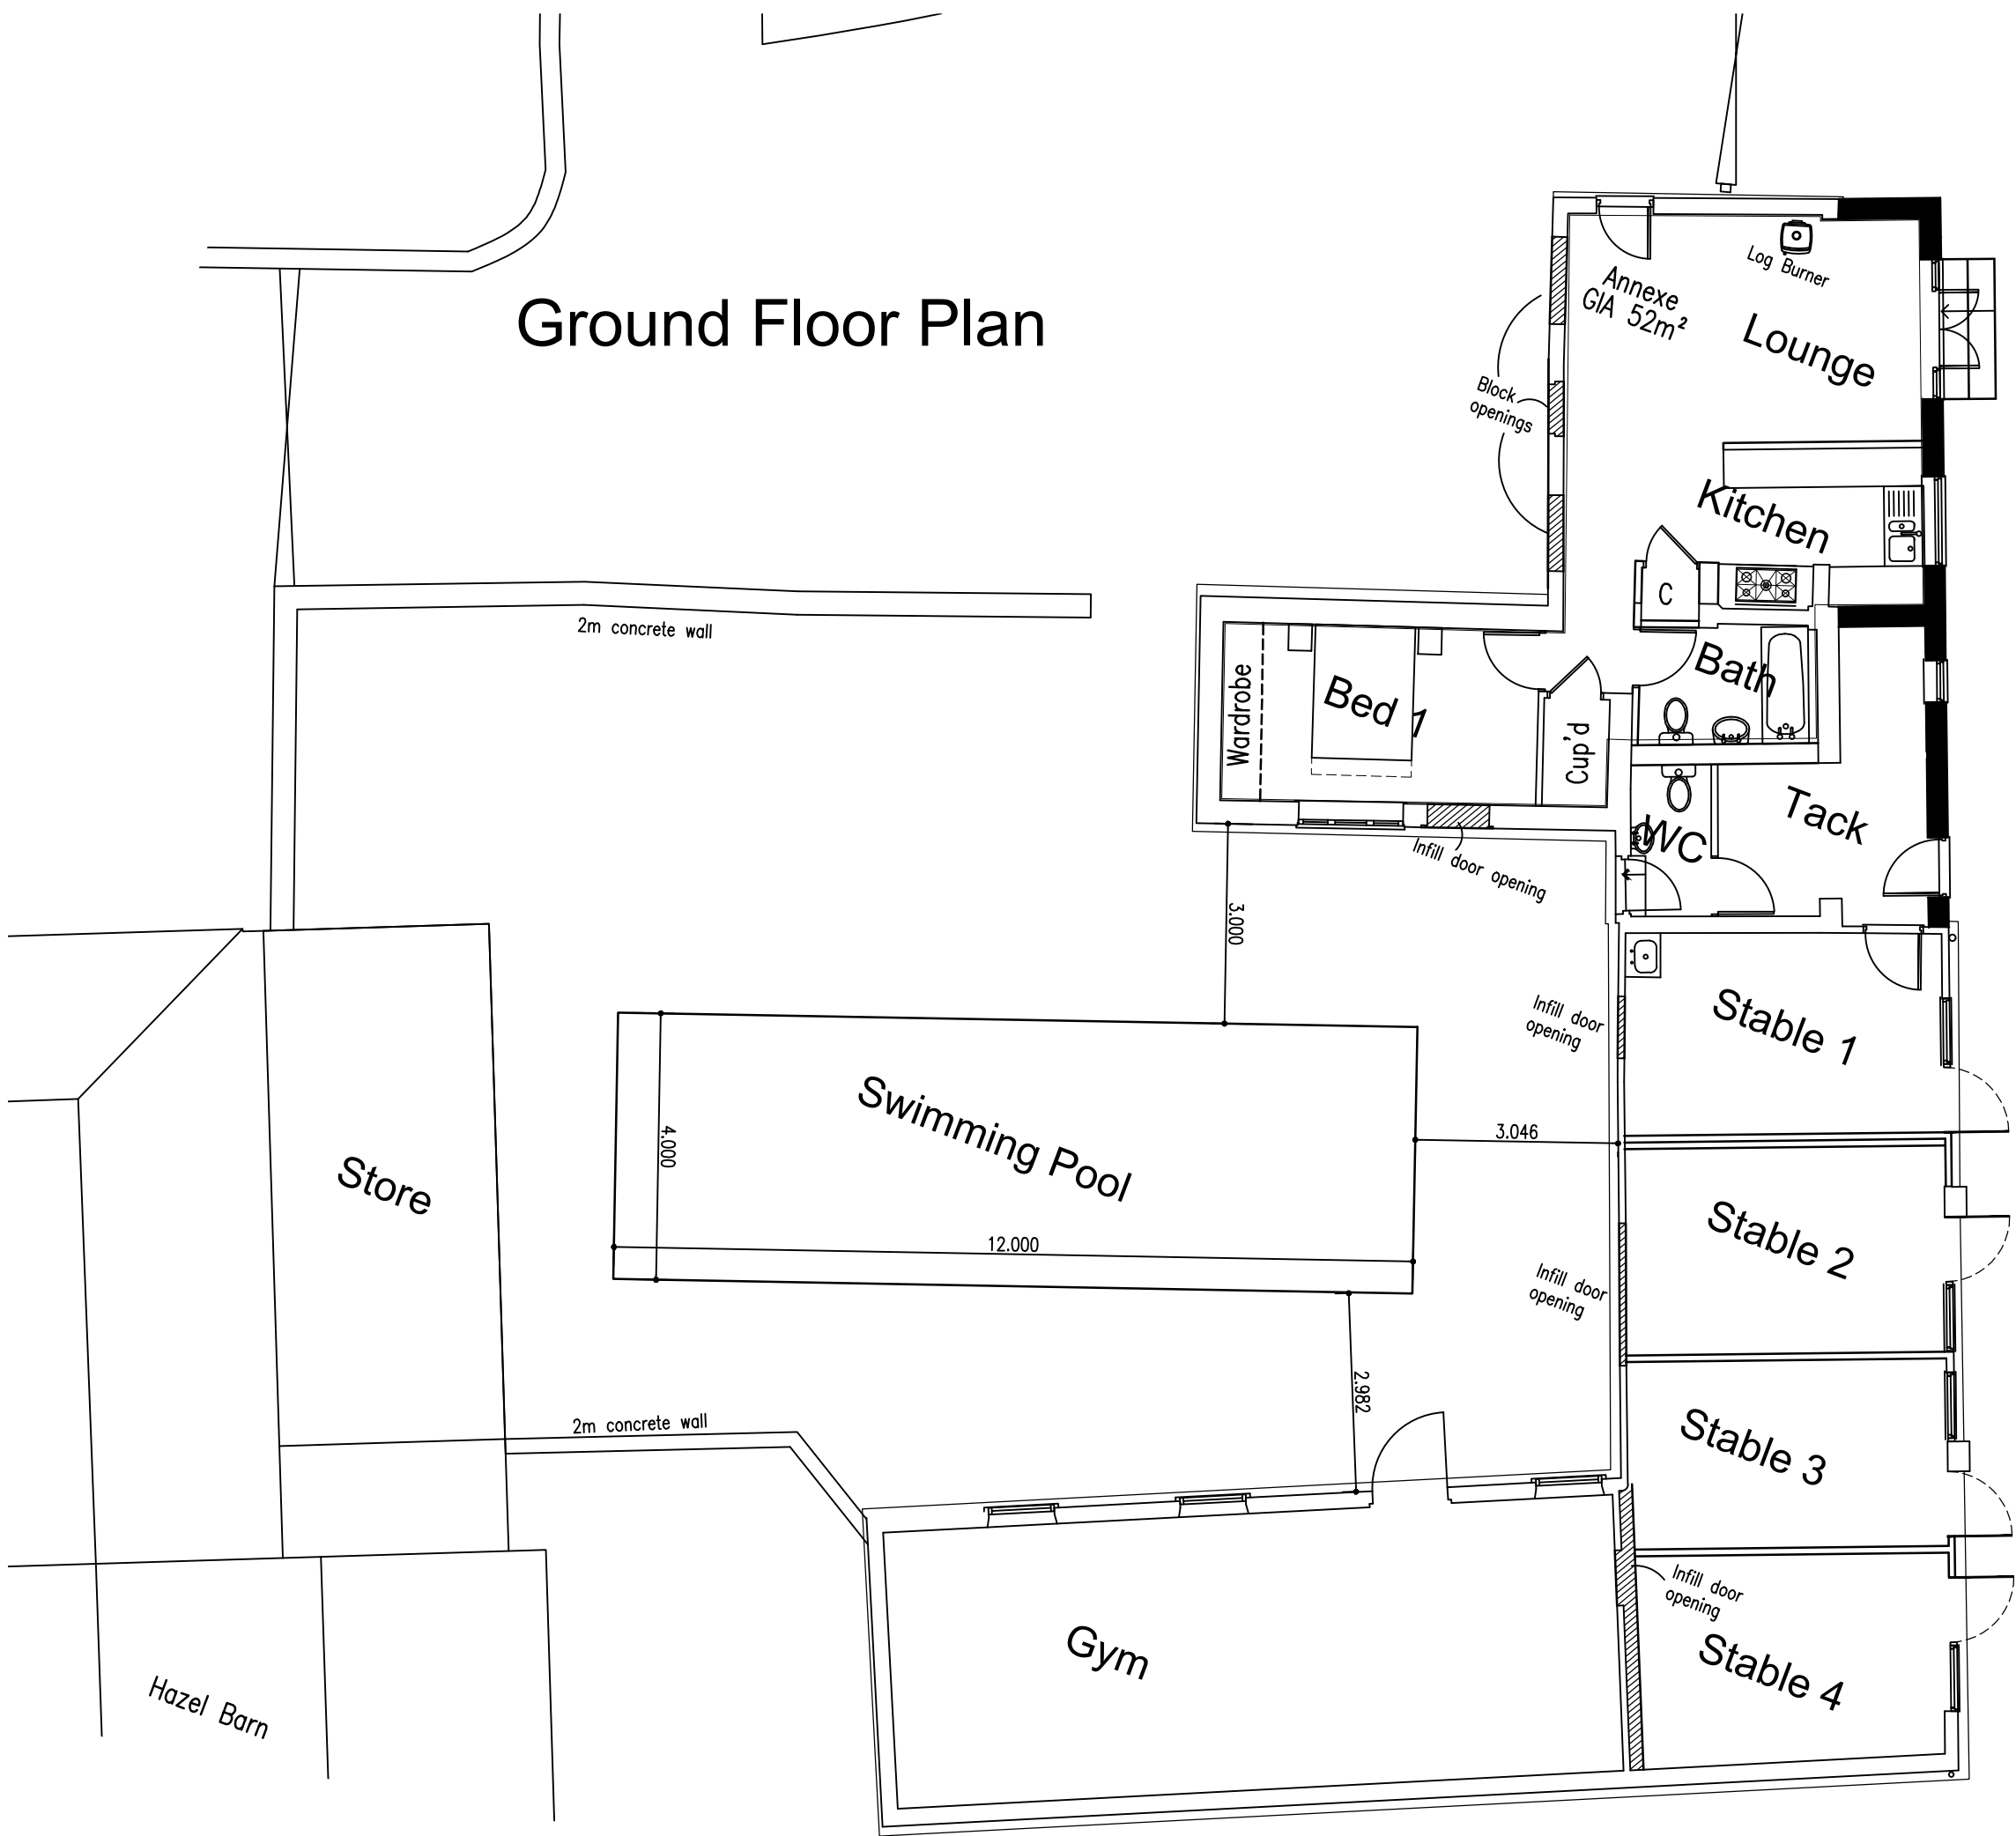 Ground Floor Plan
Log Burner
Annexe
GIA 52m²
Lounge
Block
openings
Kitchen
C
2m concrete wall
Bath
Wardrobe
Bed 1
Cup'd
Tack
WC
Infill door opening
3.000
Infill door
opening
Stable 1
Swimming Pool
4.000
3.046
Store
12.000
Stable 2
Infill door
opening
2.982
2m concrete wall
Stable 3
Infill door
opening
Gym
Stable 4
Hazel Barn